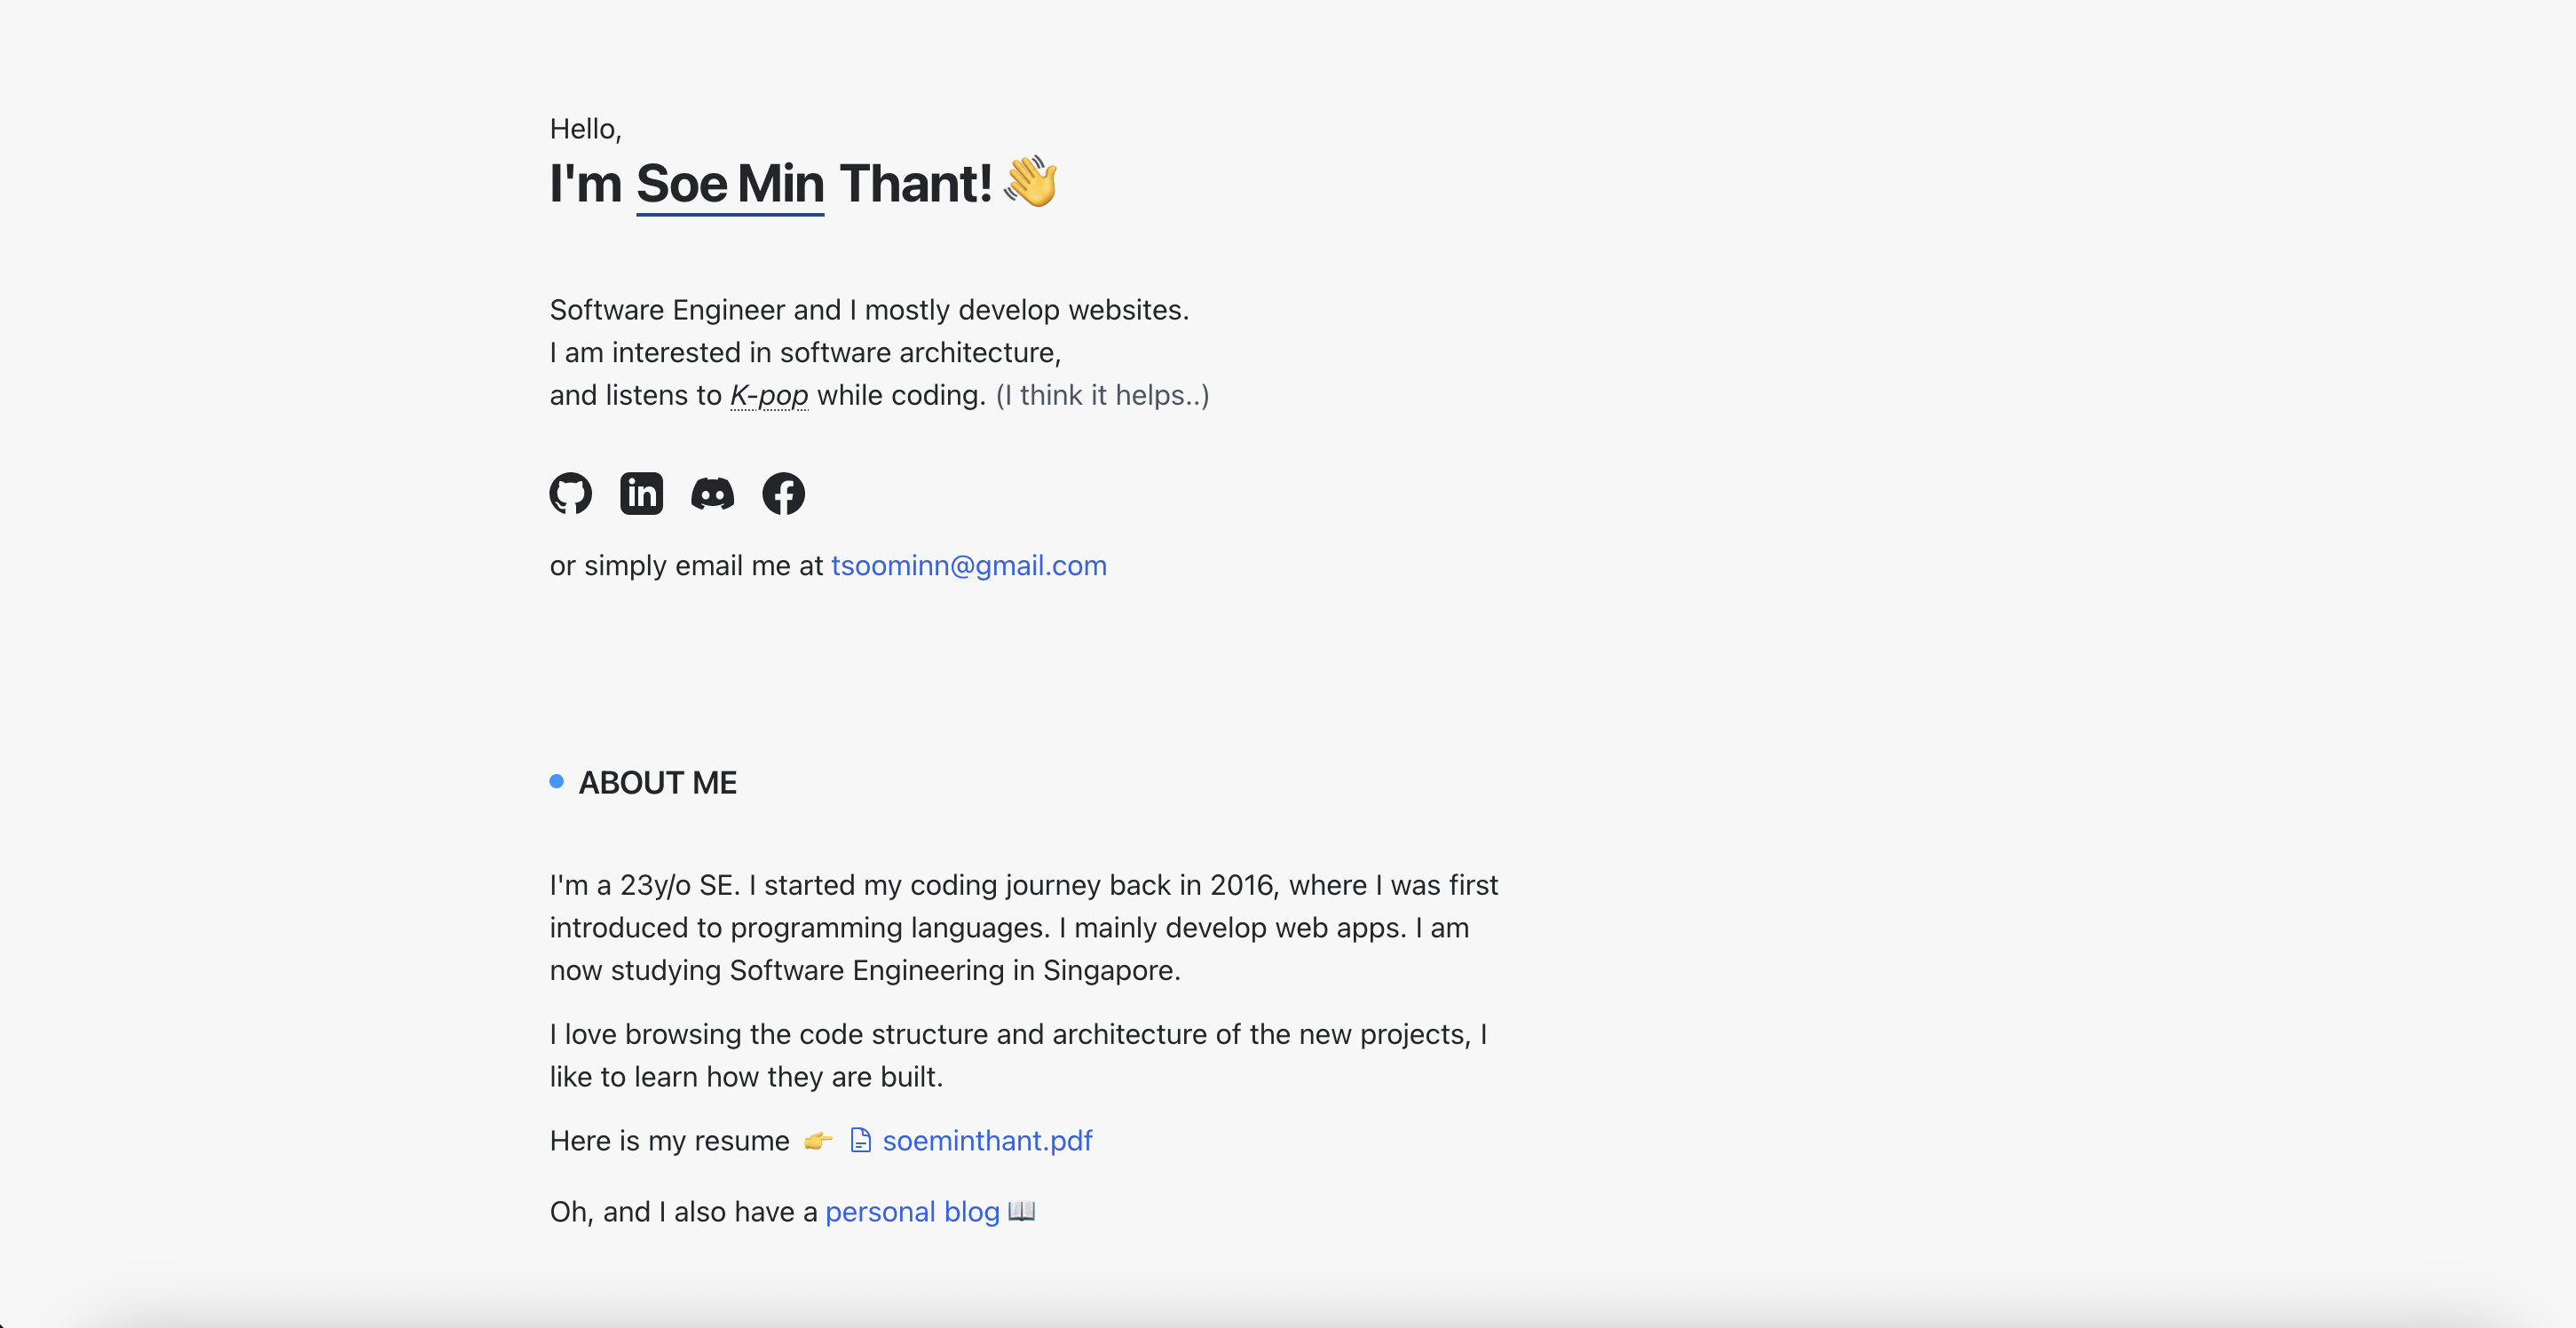 Hello,
I'm Soe Min Thant! 👋
Software Engineer and I mostly develop websites.
I am interested in software architecture,
and listens to K-pop while coding. (I think it helps..)
in
or simply email me at tsoominn@gmail.com
ABOUT ME
I'm a 23y/o SE. I started my coding journey back in 2016, where I was first
introduced to programming languages. I mainly develop web apps. I am
now studying Software Engineering in Singapore.
I love browsing the code structure and architecture of the new projects, I
like to learn how they are built.
Here is my resume 👉 soeminthant.pdf
Oh, and I also have a personal blog 📖